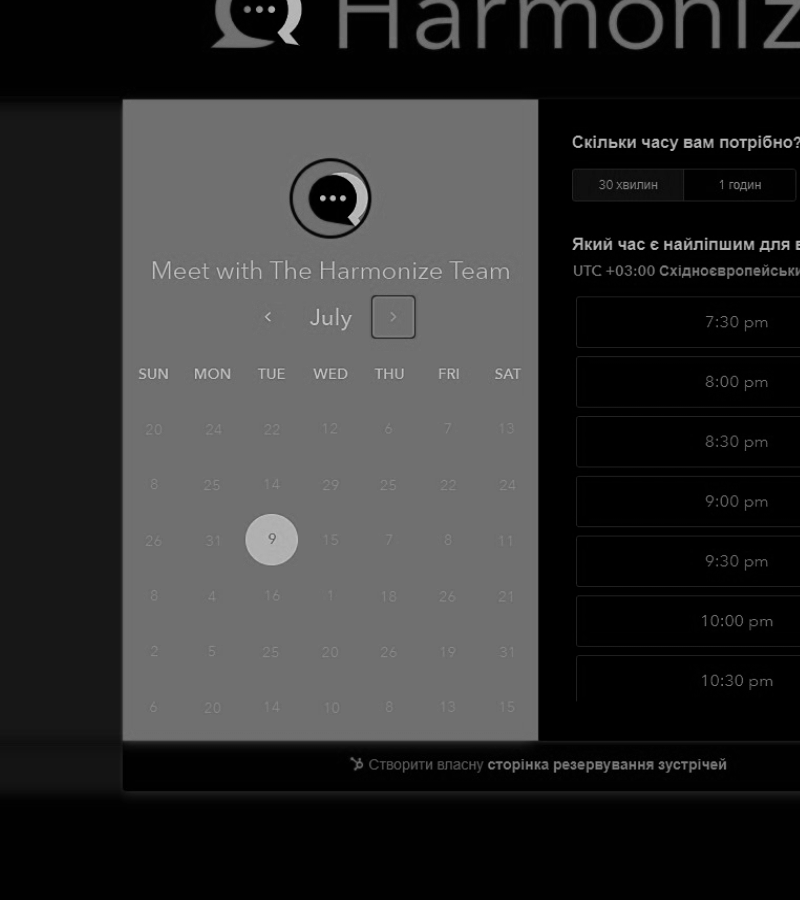 Harmoniz
Meet with The Harmonize Team
July
SUN MON TUE WED THU FRI SAT
20 24 22 12 6 7 13
8 25 14 29 25 22 24
26 31 9 15 7 8 11
8 4 16 1 18 26 21
2 5 25 20 26 19 31
6 20 14 10 8 13 15
Скільки часу вам потрібно?
30 хвилин 1 годин
Який час є найліпшим для
UTC +03:00 Східноєвропейськи
7:30 pm
8:00 pm
8:30 pm
9:00 pm
9:30 pm
10:00 pm
10:30 pm
Створити власну сторінка резервування зустрічей